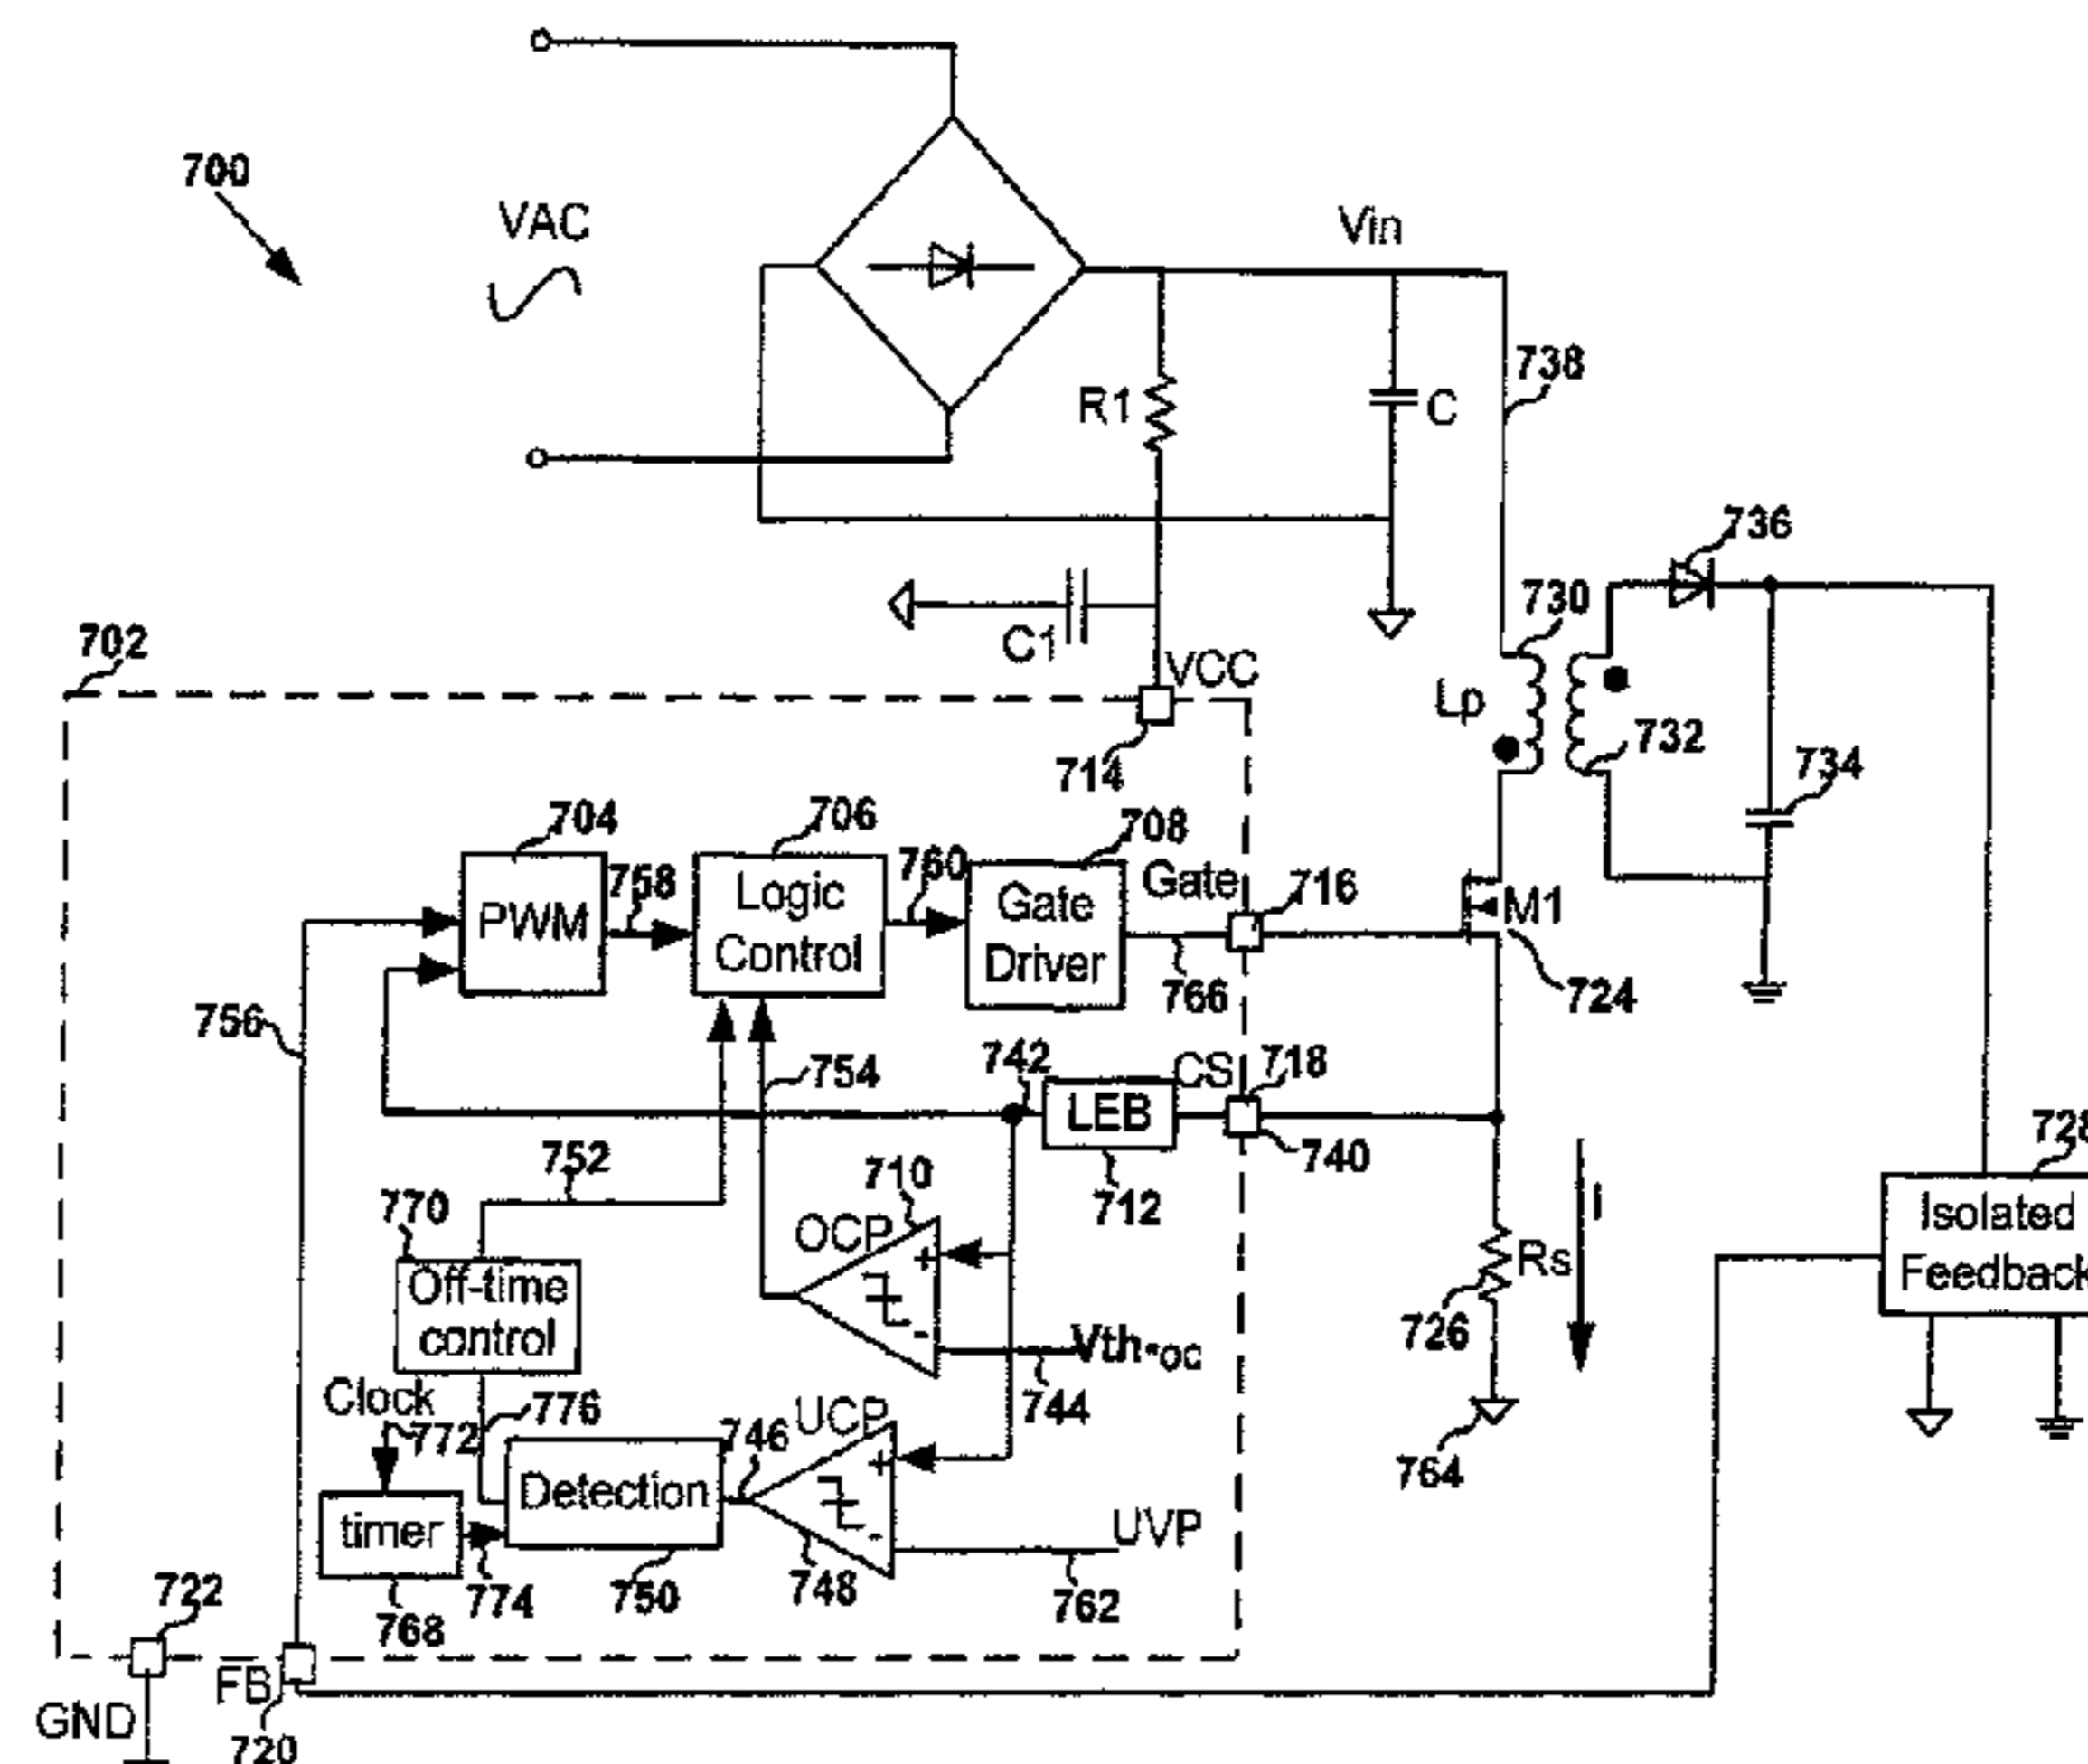 700
VAC
Vin
R1
C
738
736
702
C1
VCC
730
Lp
732
714
734
704
706
708
758
760
Gate
716
PWM
Logic
Control
Gate
Driver
M1
766
724
756
754
742
CS
718
LEB
740
728
752
710
712
770
OCP
+
-
Isolated
Feedback
Rs
I
Off-time
control
Vth-oc
726
744
Clock
772
776
UCP
746
+
-
764
Detection
timer
UVP
774
750
748
762
722
768
FB
GND
720